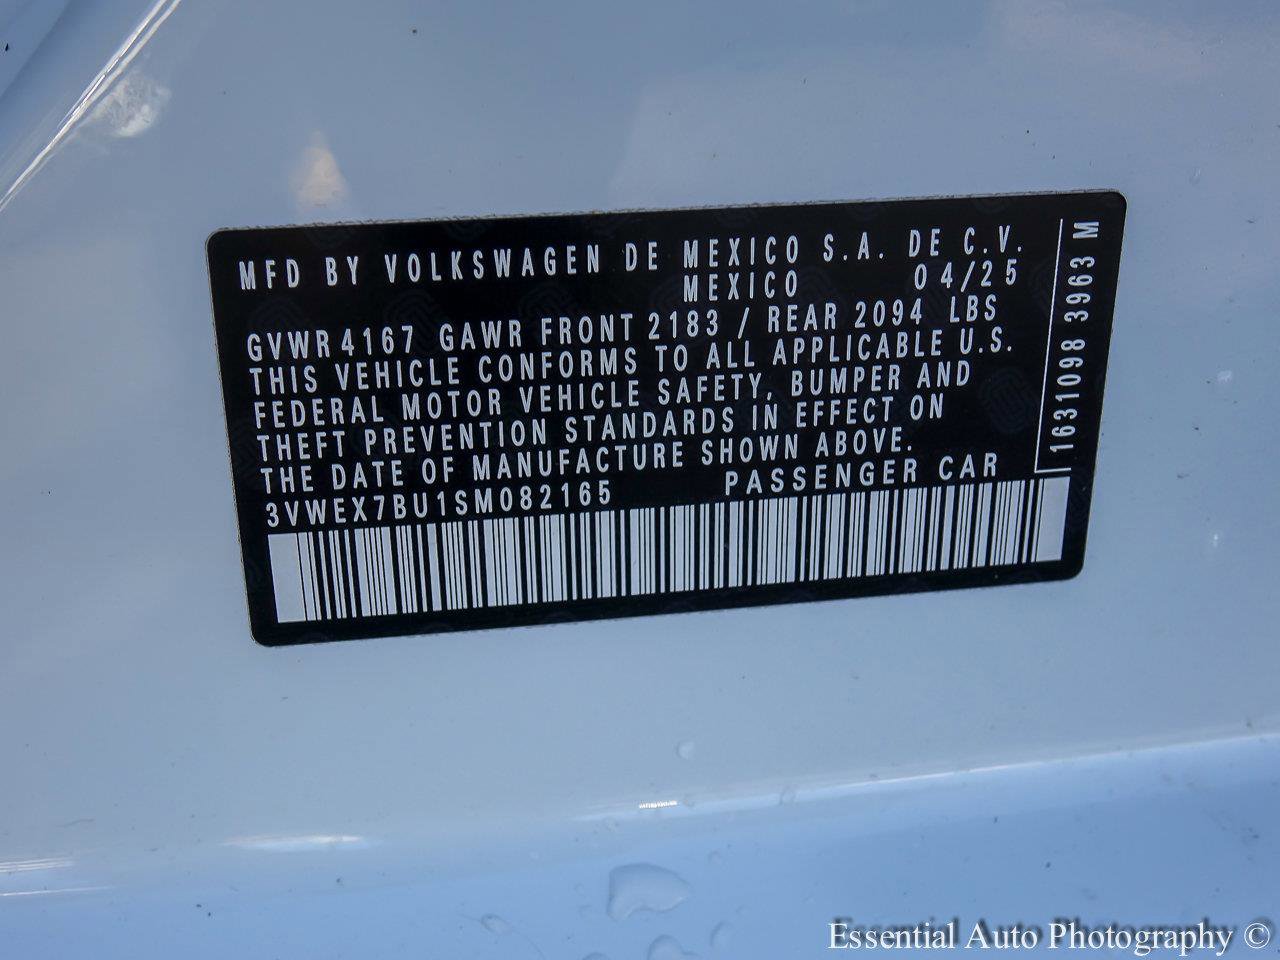 MFD BY VOLKSWAGEN DE MEXICO S.A. DE C.V.
MEXICO 04/25
GVWR 4167 GAWR FRONT 2183 / REAR 2094 LBS
THIS VEHICLE CONFORMS TO ALL APPLICABLE U.S.
FEDERAL MOTOR VEHICLE SAFETY, BUMPER AND
THEFT PREVENTION STANDARDS IN EFFECT ON
THE DATE OF MANUFACTURE SHOWN ABOVE.
3VWEX7BU1SM082165 PASSENGER CAR
1631098 3963 M
Essential Auto Photography ©